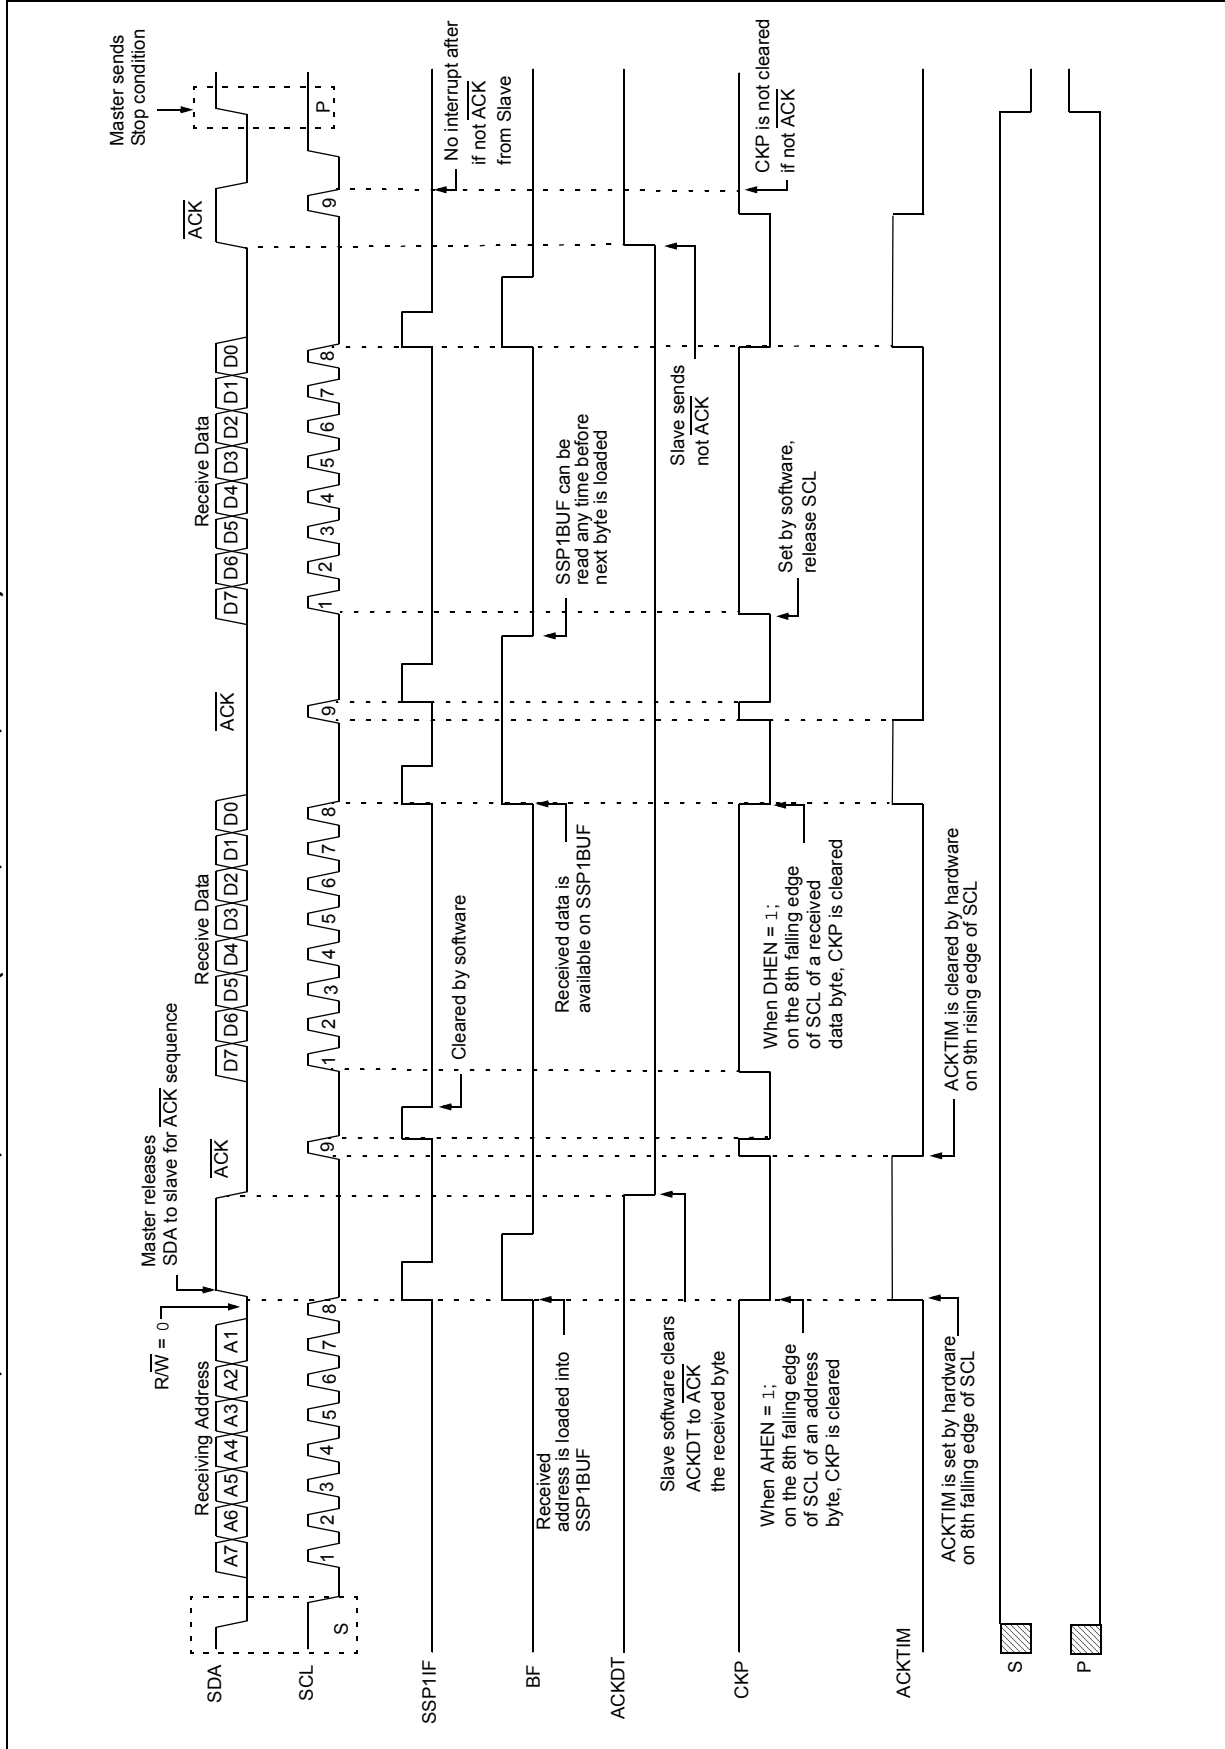 Master releases
SDA to slave for ACK sequence
Master sends
Stop condition
R/W = 0
Receiving Address
ACK
Receive Data
ACK
Receive Data
ACK
SDA
A7 A6 A5 A4 A3 A2 A1
D7 D6 D5 D4 D3 D2 D1 D0
D7 D6 D5 D4 D3 D2 D1 D0
SCL
S
1 2 3 4 5 6 7 8 9
1 2 3 4 5 6 7 8 9
1 2 3 4 5 6 7 8 9
P
SSP1IF
Cleared by software
No interrupt after
if not ACK
from Slave
BF
Received
address is loaded into
SSP1BUF
Received data is
available on SSP1BUF
SSP1BUF can be
read any time before
next byte is loaded
ACKDT
Slave software clears
ACKDT to ACK
the received byte
Slave sends
not ACK
CKP
When AHEN = 1;
on the 8th falling edge
of SCL of an address
byte, CKP is cleared
When DHEN = 1;
on the 8th falling edge
of SCL of a received
data byte, CKP is cleared
Set by software,
release SCL
CKP is not cleared
if not ACK
ACKTIM
ACKTIM is set by hardware
on 8th falling edge of SCL
ACKTIM is cleared by hardware
on 9th rising edge of SCL
S
P